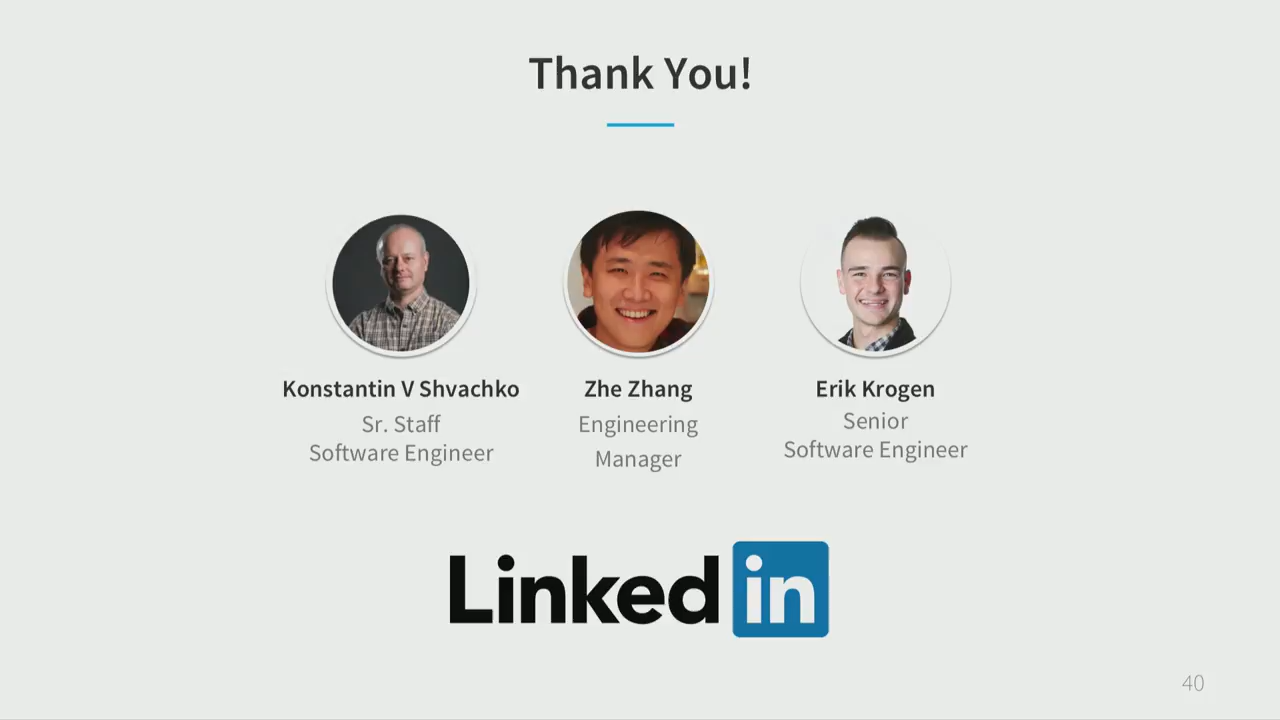 Thank You!
Konstantin V Shvachko
Sr. Staff
Software Engineer
Zhe Zhang
Engineering
Manager
Erik Krogen
Senior
Software Engineer
Linked in
40